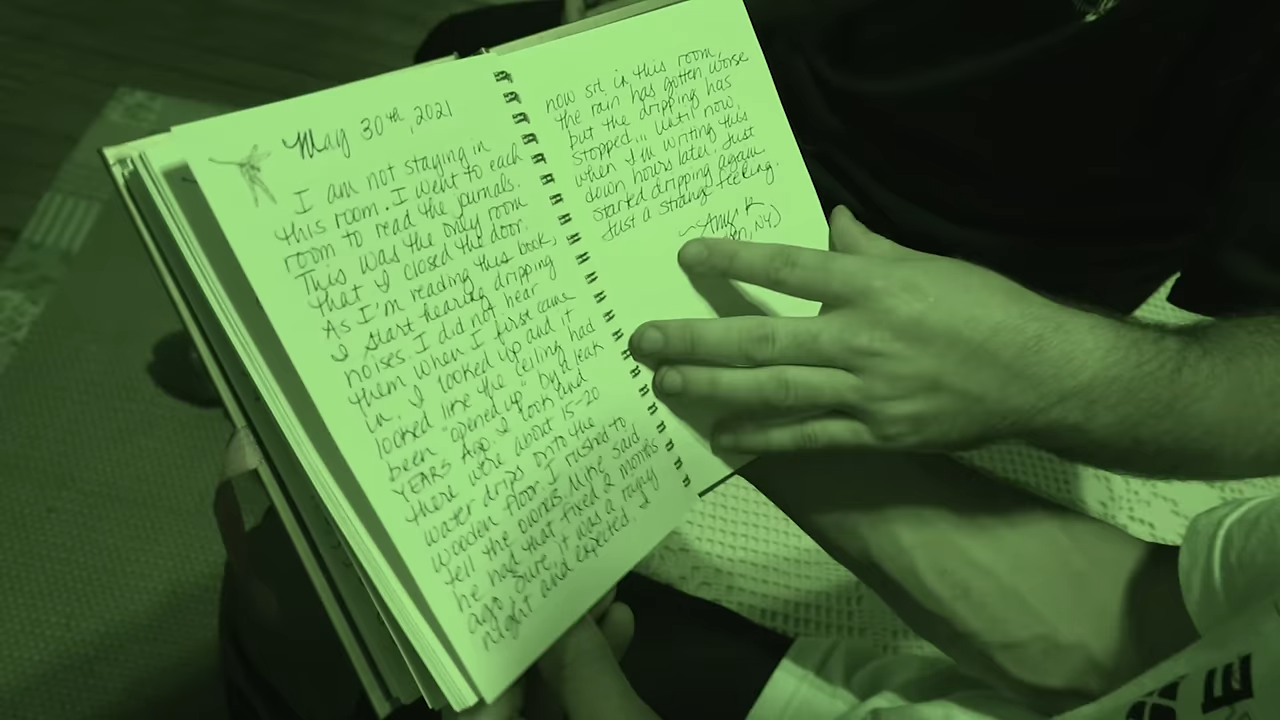 May 30th, 2021
I am not staying in
this room. I went to each
room to read the journals.
This was the only room
that I closed the door.
As I'm reading this book,
I start hearing dripping
noises. I did not hear
them when I first came
in. I looked up and it
looked like the ceiling had
been "opened up" by a leak
YEARS Ago. I look and
there were about 15-20
water drips onto the
wooden floor. I rushed to
tell the owners. Mike said
he had that fixed 2 months
ago. Sure, it was a rainy
night and expected. I
now sit in this room,
the rain has gotten worse
but the dripping has
stopped... until now,
when I'm writing this
down hours later. Just
started dripping again.
Just a strange feeling.
~Amy
NY)
E